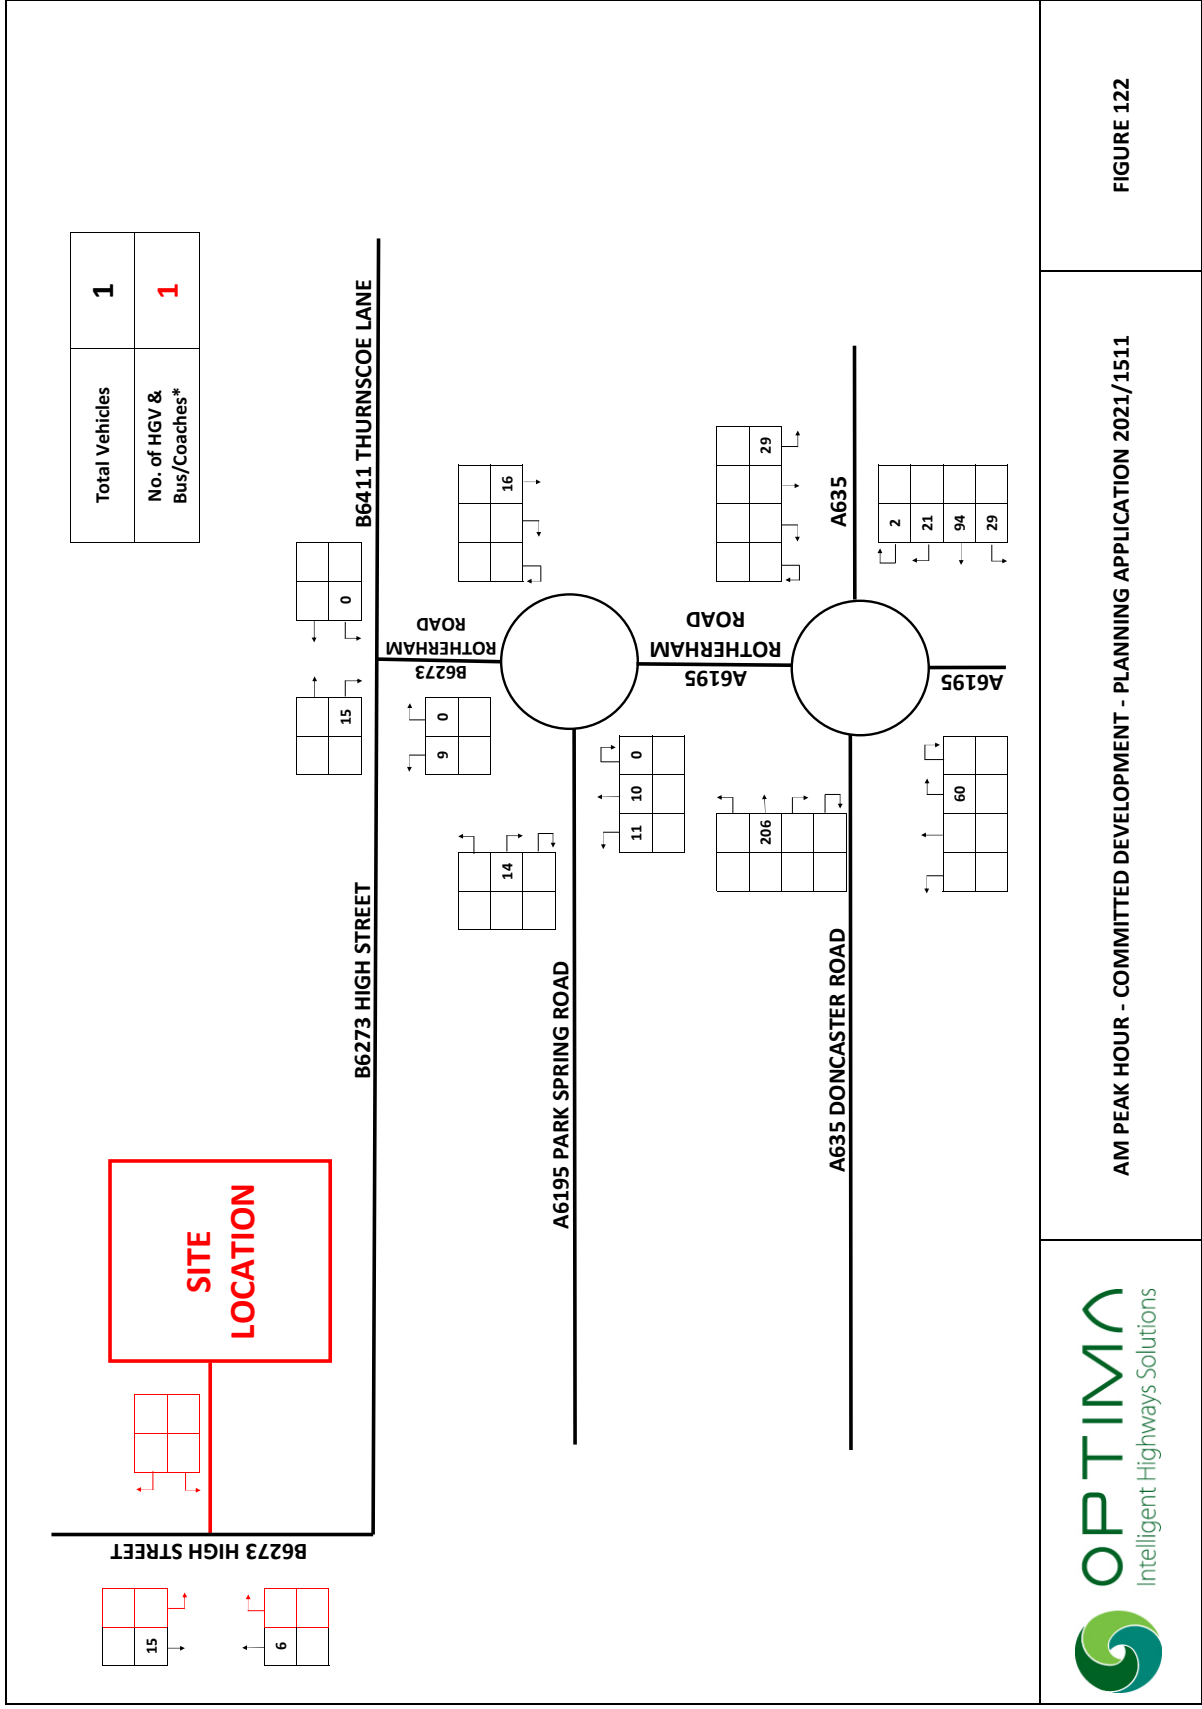 Total Vehicles
1
No. of HGV &
Bus/Coaches*
1
SITE
LOCATION
15
9
B6273 HIGH STREET
15
0
B6273 HIGH STREET
B6411 THURNSCOE LANE
9
0
B6273
ROTHERHAM
ROAD
14
16
A6195 PARK SPRING ROAD
11
10
0
A6195
ROTHERHAM
ROAD
206
29
A635 DONCASTER ROAD
A635
2
21
94
29
60
A6195
OPTIMA
Intelligent Highways Solutions
AM PEAK HOUR - COMMITTED DEVELOPMENT - PLANNING APPLICATION 2021/1511
FIGURE 122